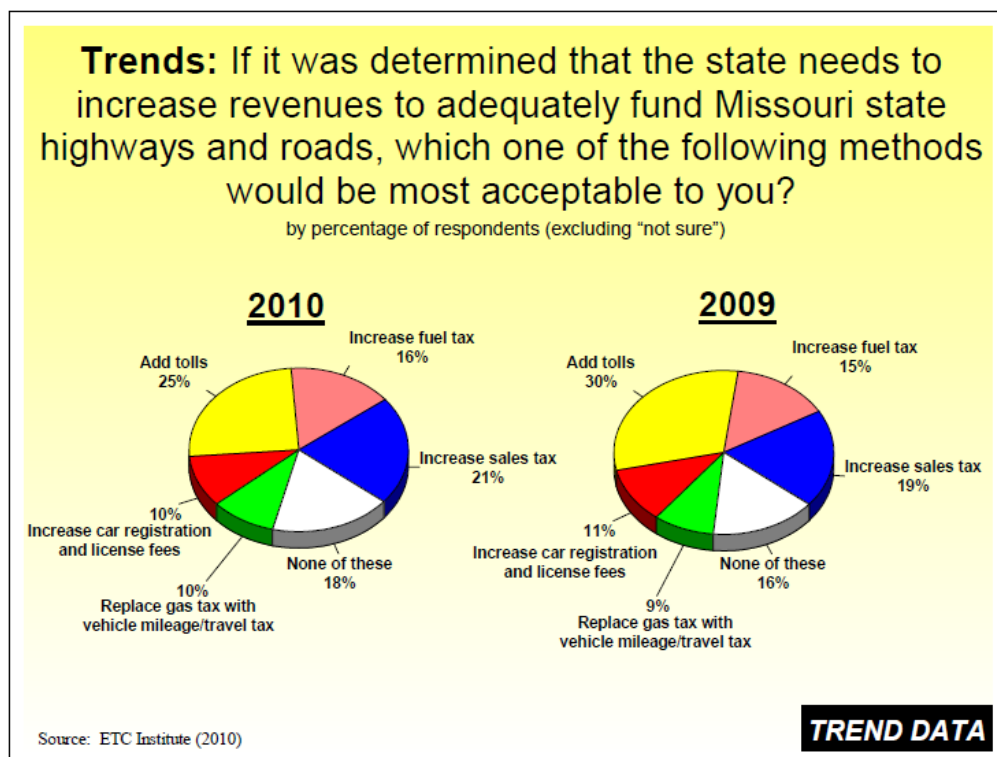 Trends: If it was determined that the state needs to
increase revenues to adequately fund Missouri state
highways and roads, which one of the following methods
would be most acceptable to you?
by percentage of respondents (excluding “not sure”)
2010
Increase fuel tax
16%
Add tolls
25%
Increase sales tax
21%
10%
Increase car registration
and license fees
None of these
18%
10%
Replace gas tax with
vehicle mileage/travel tax
2009
Increase fuel tax
15%
Add tolls
30%
Increase sales tax
19%
11%
Increase car registration
and license fees
None of these
16%
9%
Replace gas tax with
vehicle mileage/travel tax
Source: ETC Institute (2010)
TREND DATA